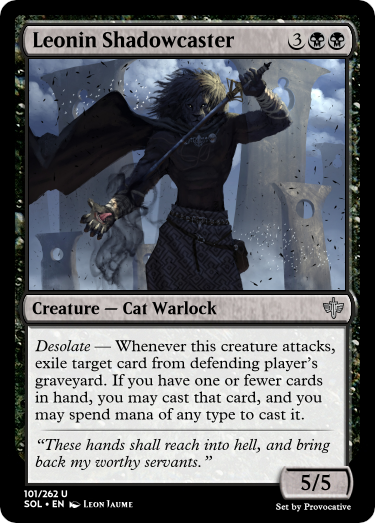 Leonin Shadowcaster 3
Creature — Cat Warlock
Desolate — Whenever this creature attacks,
exile target card from defending player's
graveyard. If you have one or fewer cards
in hand, you may cast that card, and you
may spend mana of any type to cast it.
“These hands shall reach into hell, and bring
back my worthy servants.”
5/5
101/262 U
SOL • EN Leon Jaume
Set by Provocative